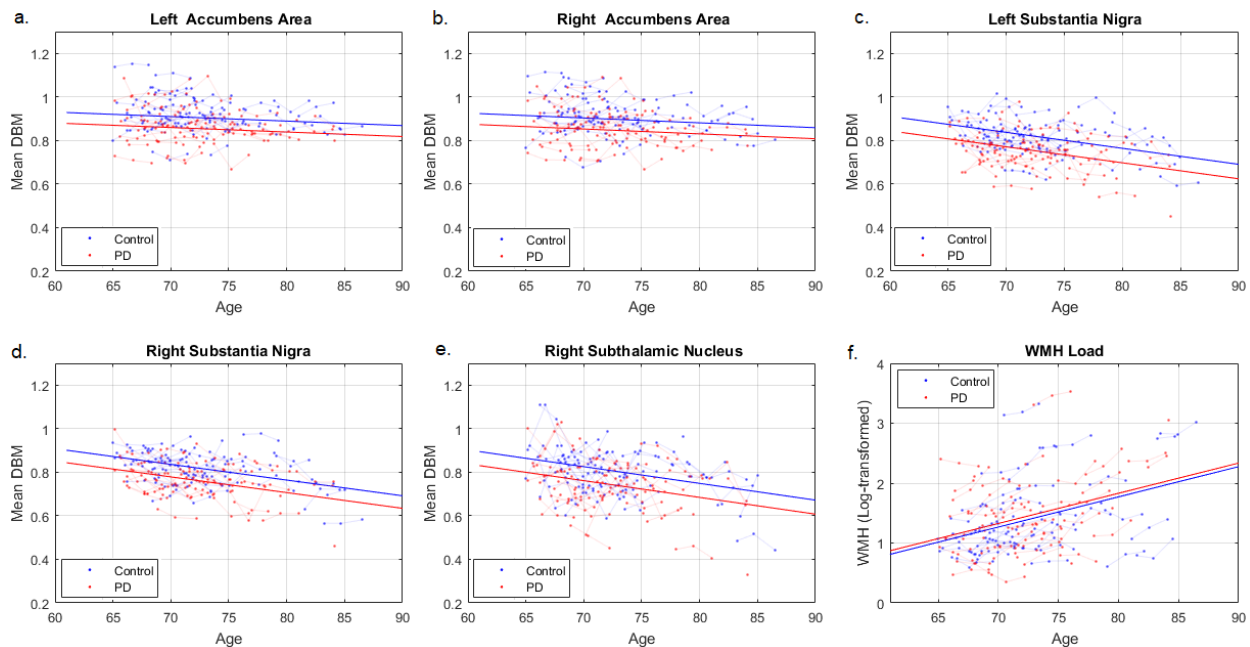 a.
Left Accumbens Area
1.2
1
0.8
0.6
0.4
0.2
Mean DBM
Control
PD
60 65 70 75 80 85 90
Age
b.
Right Accumbens Area
1.2
1
0.8
0.6
0.4
0.2
Mean DBM
Control
PD
60 65 70 75 80 85 90
Age
c.
Left Substantia Nigra
1.2
1
0.8
0.6
0.4
0.2
Mean DBM
Control
PD
60 65 70 75 80 85 90
Age
d.
Right Substantia Nigra
1.2
1
0.8
0.6
0.4
0.2
Mean DBM
Control
PD
60 65 70 75 80 85 90
Age
e.
Right Subthalamic Nucleus
1.2
1
0.8
0.6
0.4
0.2
Mean DBM
Control
PD
60 65 70 75 80 85 90
Age
f.
WMH Load
4
3
2
1
0
WMH (Log-transformed)
Control
PD
65 70 75 80 85 90
Age